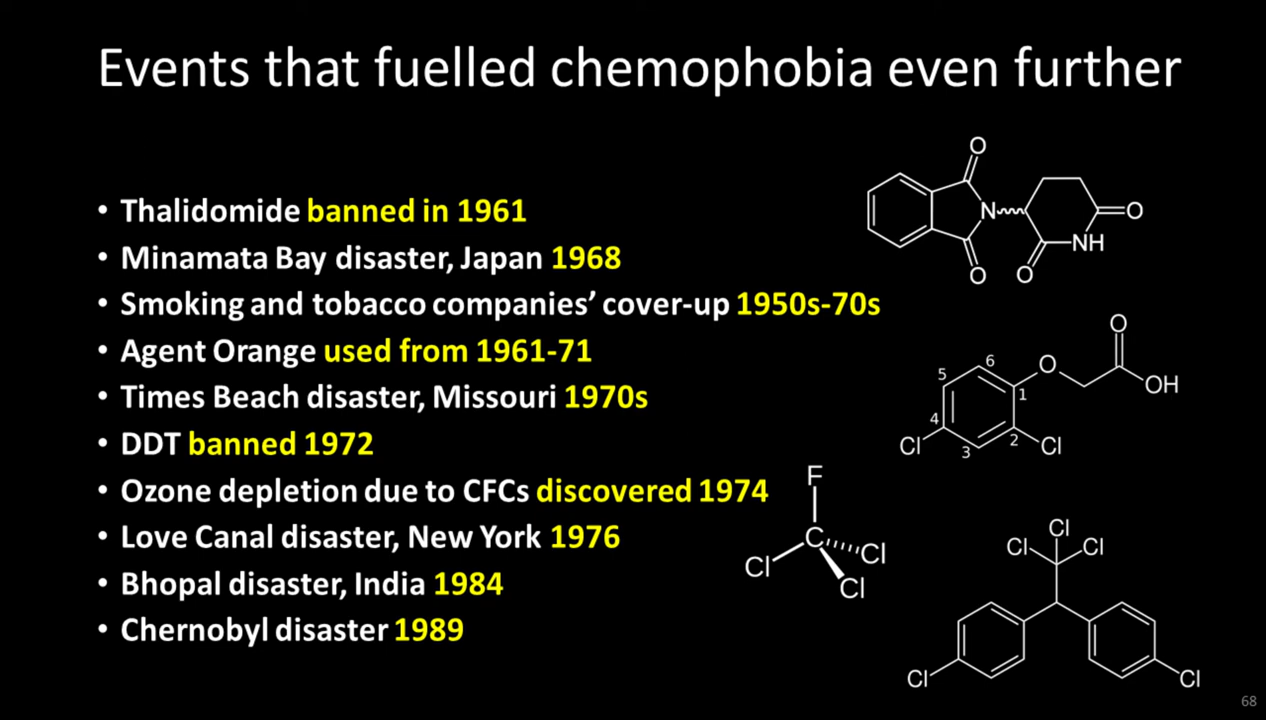 Events that fuelled chemophobia even further
• Thalidomide banned in 1961
• Minamata Bay disaster, Japan 1968
• Smoking and tobacco companies’ cover-up 1950s-70s
• Agent Orange used from 1961-71
• Times Beach disaster, Missouri 1970s
• DDT banned 1972
• Ozone depletion due to CFCs discovered 1974
• Love Canal disaster, New York 1976
• Bhopal disaster, India 1984
• Chernobyl disaster 1989
O
N
O
NH
O
O
O
6
O
5
OH
1
4
2
Cl
3
Cl
F
C
Cl
Cl
Cl
Cl
Cl
Cl
Cl
Cl
68